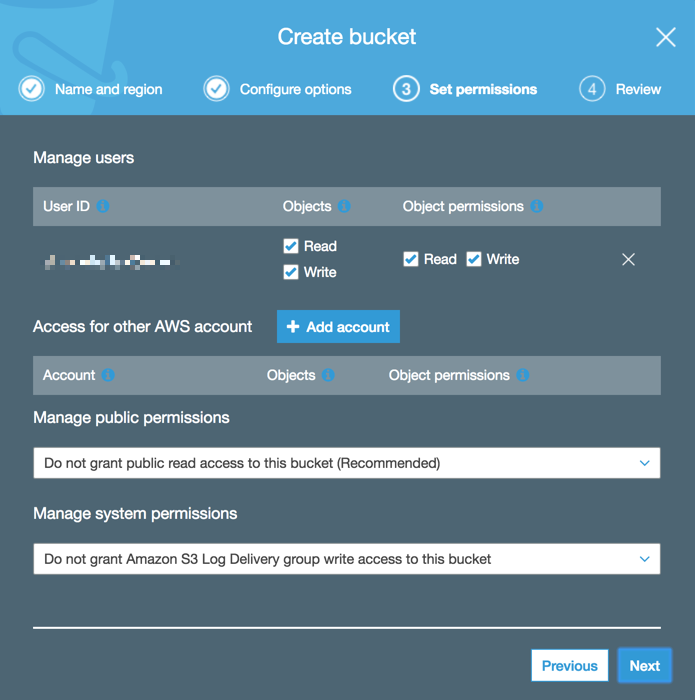 Create bucket
Name and region
Configure options
3 Set permissions
4 Review
Manage users
User ID Objects Object permissions
Read
Write
Read Write
Access for other AWS account
Add account
Account Objects Object permissions
Manage public permissions
Do not grant public read access to this bucket (Recommended)
Manage system permissions
Do not grant Amazon S3 Log Delivery group write access to this bucket
Previous Next